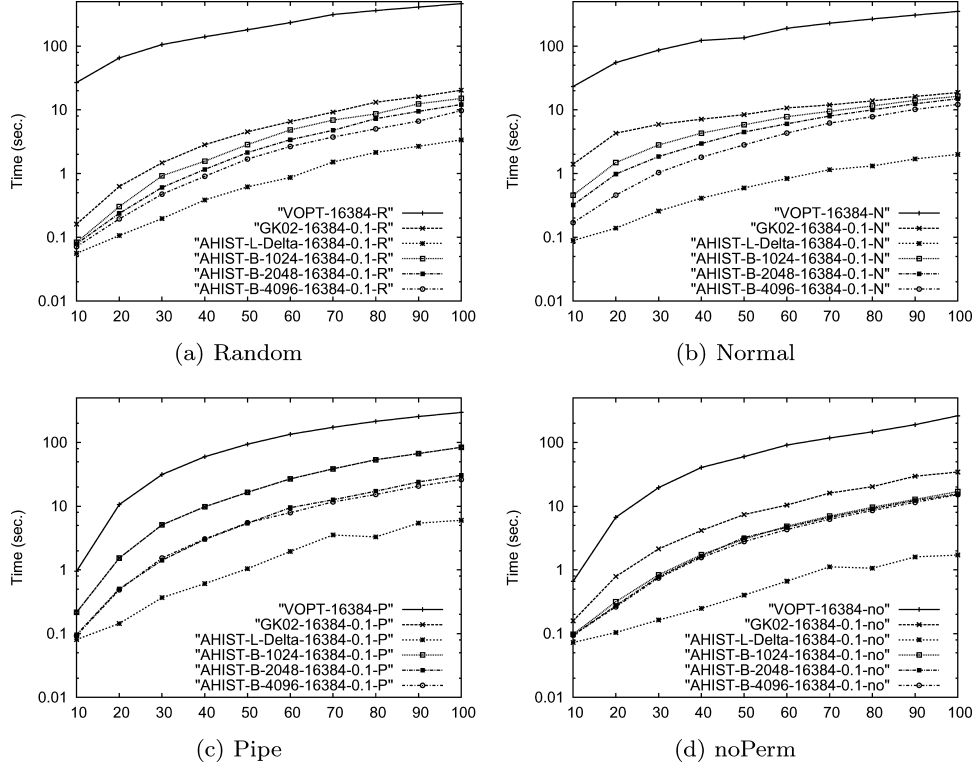 Time (sec.)
100
10
1
0.1
0.01
"VOPT-16384-R"
"GK02-16384-0.1-R"
"AHIST-L-Delta-16384-0.1-R"
"AHIST-B-1024-16384-0.1-R"
"AHIST-B-2048-16384-0.1-R"
"AHIST-B-4096-16384-0.1-R"
10 20 30 40 50 60 70 80 90 100
(a) Random
Time (sec.)
100
10
1
0.1
0.01
"VOPT-16384-N"
"GK02-16384-0.1-N"
"AHIST-L-Delta-16384-0.1-N"
"AHIST-B-1024-16384-0.1-N"
"AHIST-B-2048-16384-0.1-N"
"AHIST-B-4096-16384-0.1-N"
10 20 30 40 50 60 70 80 90 100
(b) Normal
Time (sec.)
100
10
1
0.1
0.01
"VOPT-16384-P"
"GK02-16384-0.1-P"
"AHIST-L-Delta-16384-0.1-P"
"AHIST-B-1024-16384-0.1-P"
"AHIST-B-2048-16384-0.1-P"
"AHIST-B-4096-16384-0.1-P"
10 20 30 40 50 60 70 80 90 100
(c) Pipe
Time (sec.)
100
10
1
0.1
0.01
"VOPT-16384-no"
"GK02-16384-0.1-no"
"AHIST-L-Delta-16384-0.1-no"
"AHIST-B-1024-16384-0.1-no"
"AHIST-B-2048-16384-0.1-no"
"AHIST-B-4096-16384-0.1-no"
10 20 30 40 50 60 70 80 90 100
(d) noPerm